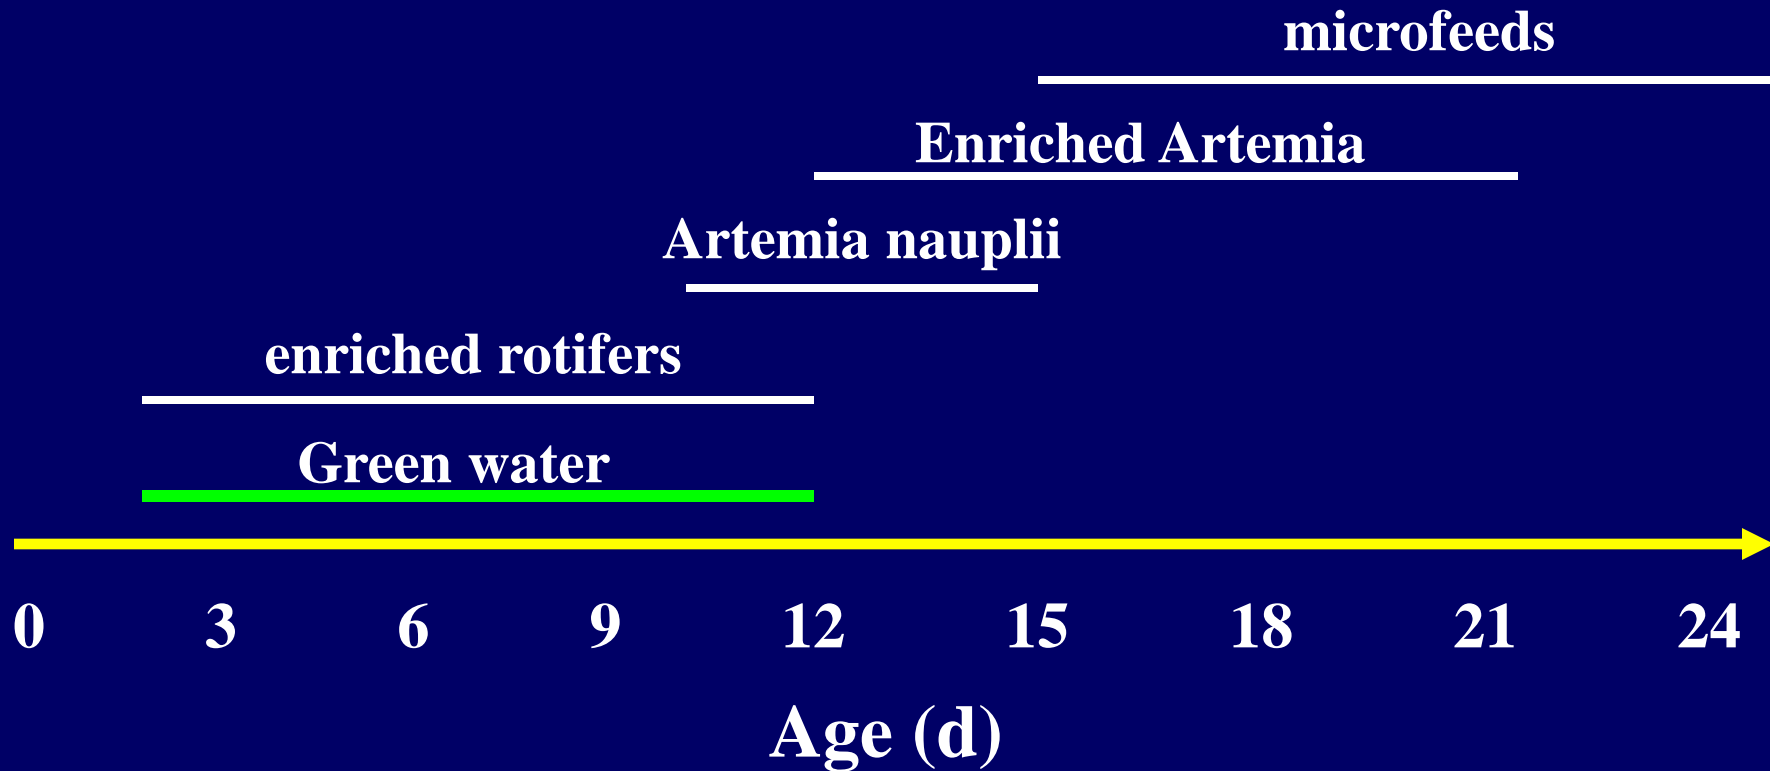 microfeeds
Enriched Artemia
Artemia nauplii
enriched rotifers
Green water
0 3 6 9 12 15 18 21 24
Age (d)